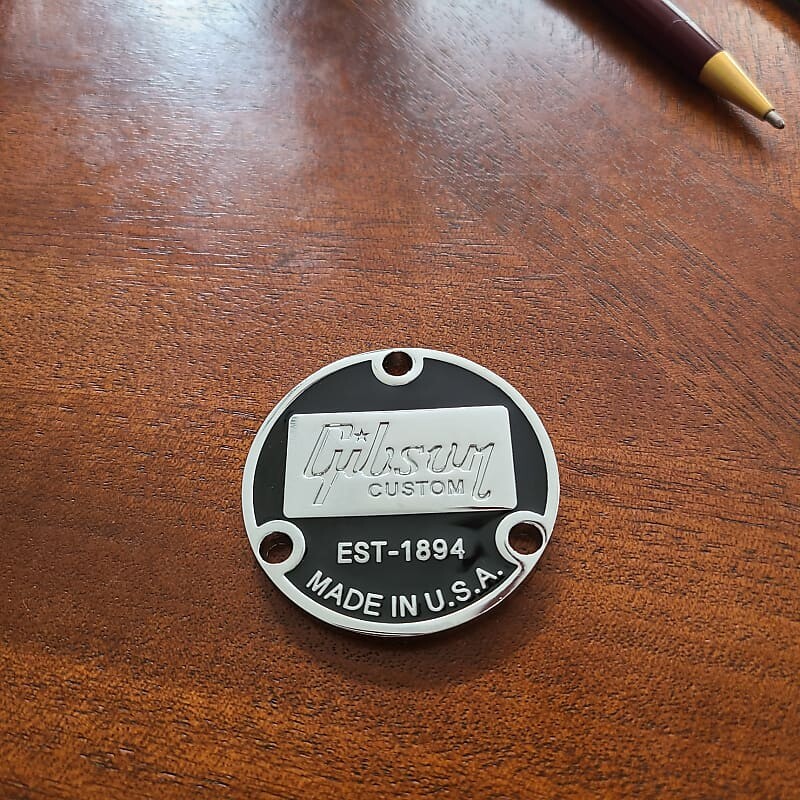 Gibson
CUSTOM
EST-1894
MADE IN U.S.A.